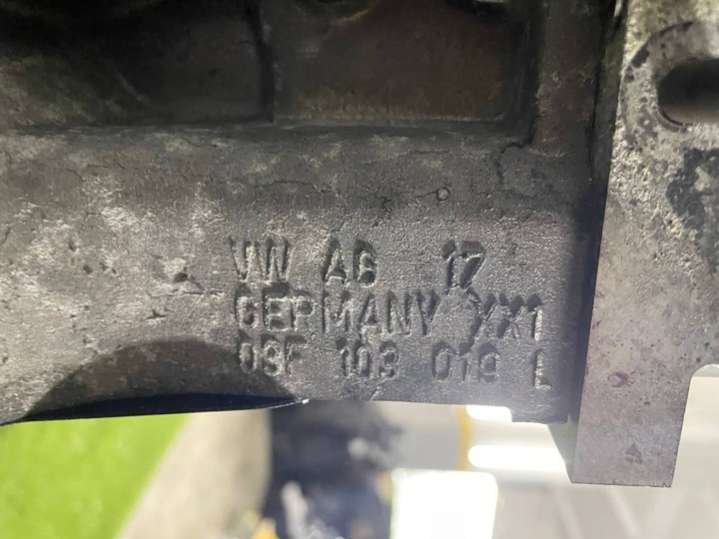 VW AG 17
GERMANY XX1
03F 103 019 L